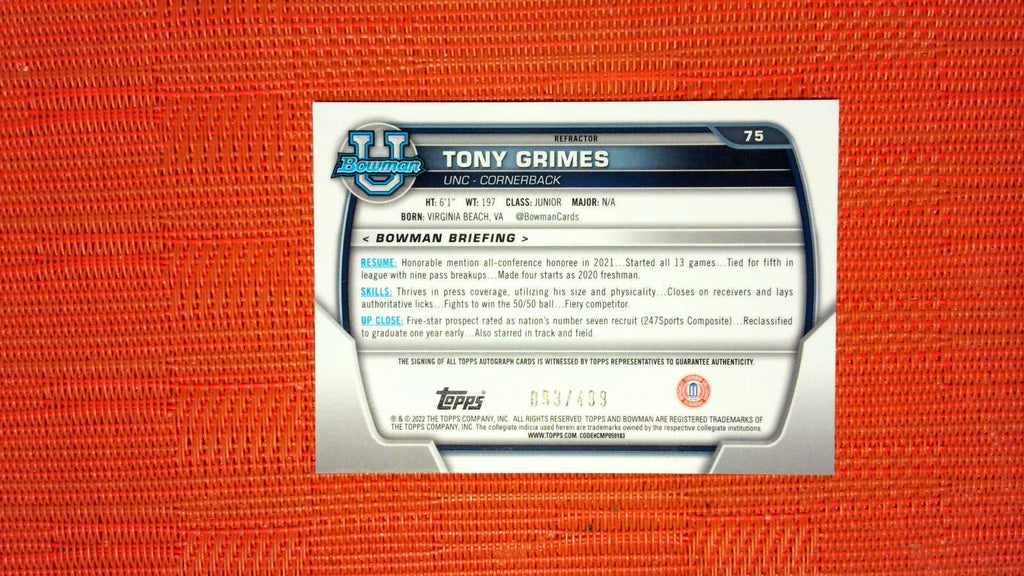 REFRACTOR
75
U
Bowman
TONY GRIMES
UNC - CORNERBACK
HT: 6'1" WT: 197 CLASS: JUNIOR MAJOR: N/A
BORN: VIRGINIA BEACH, VA @BowmanCards
< BOWMAN BRIEFING >
RESUME: Honorable mention all-conference honoree in 2021...Started all 13 games...Tied for fifth in
league with nine pass breakups...Made four starts as 2020 freshman.
SKILLS: Thrives in press coverage, utilizing his size and physicality...Closes on receivers and lays
authoritative licks...Fights to win the 50/50 ball...Fiery competitor.
UP CLOSE: Five-star prospect rated as nation's number seven recruit (247Sports Composite)...Reclassified
to graduate one year early...Also starred in track and field.
THE SIGNING OF ALL TOPPS AUTOGRAPH CARDS IS WITNESSED BY TOPPS REPRESENTATIVES TO GUARANTEE AUTHENTICITY.
Topps®
® & © 2022 THE TOPPS COMPANY, INC. ALL RIGHTS RESERVED. TOPPS AND BOWMAN ARE REGISTERED TRADEMARKS OF
THE TOPPS COMPANY, INC. The collegiate indicia used herein are trademarks owned by the respective collegiate institutions.
WWW.TOPPS.COM. CODE#CMP059183